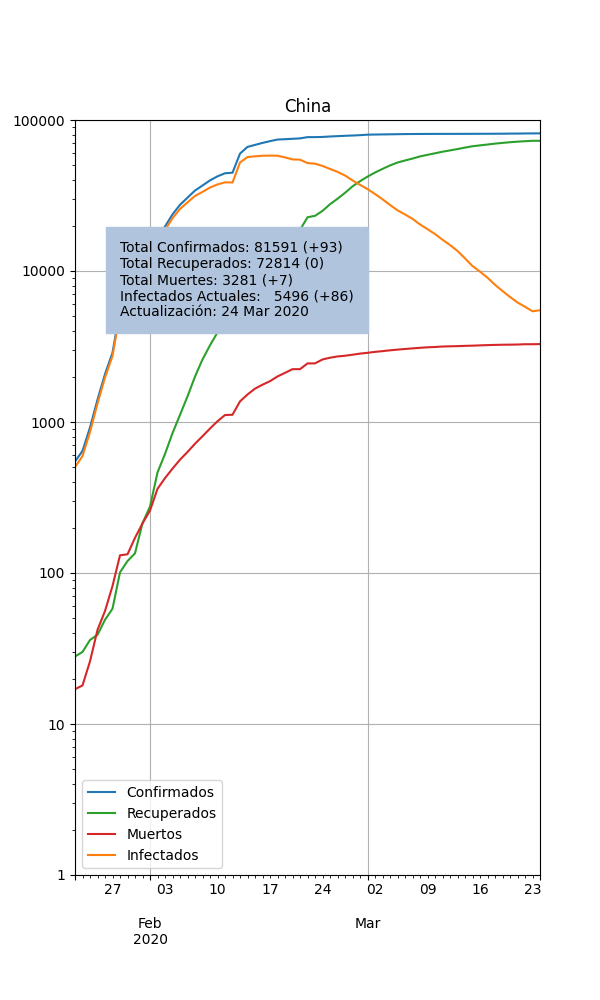 China
100000
10000
1000
100
10
1
Total Confirmados: 81591 (+93)
Total Recuperados: 72814 (0)
Total Muertes: 3281 (+7)
Infectados Actuales:   5496 (+86)
Actualización: 24 Mar 2020
Confirmados
Recuperados
Muertos
Infectados
27 03 10 17 24 02 09 16 23
Feb Mar
2020